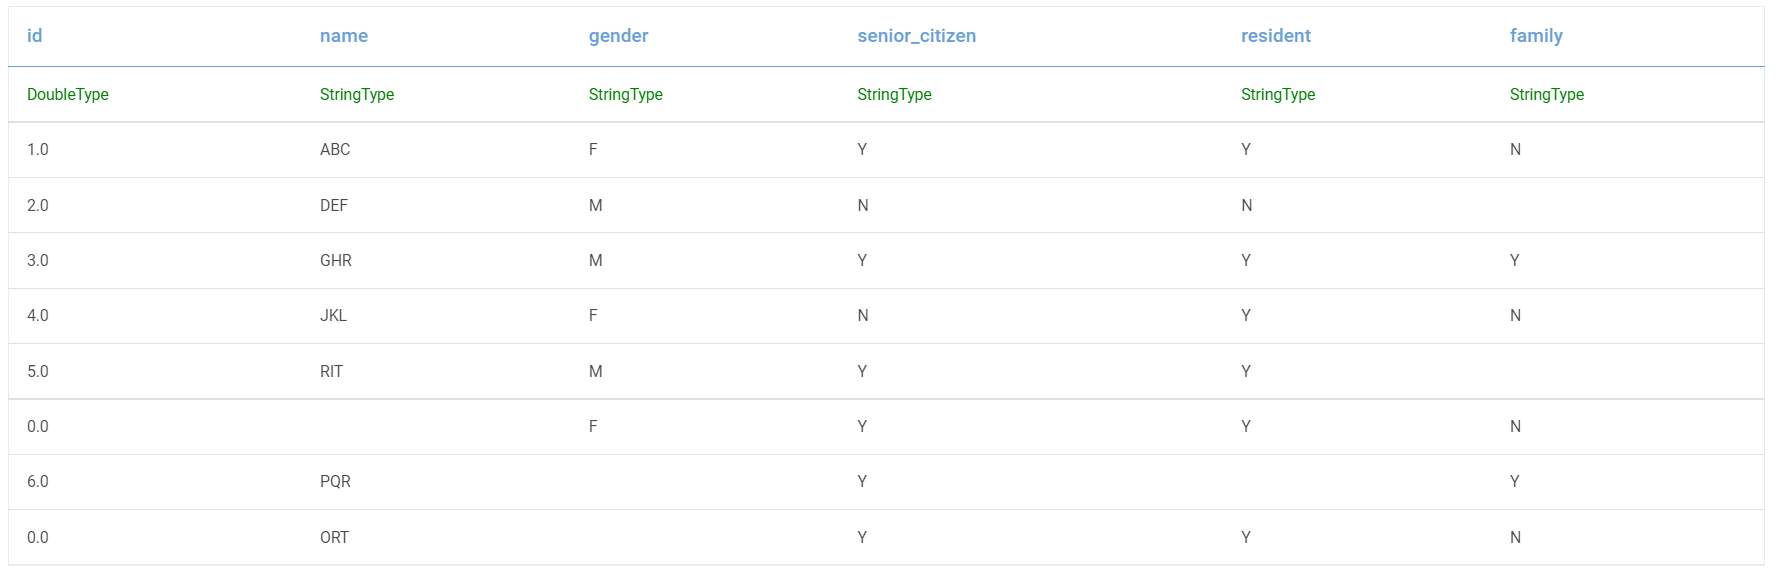 id name gender senior_citizen resident family
DoubleType StringType StringType StringType StringType StringType
1.0 ABC F Y Y N
2.0 DEF M N N
3.0 GHR M Y Y Y
4.0 JKL F N Y N
5.0 RIT M Y Y
0.0 F Y Y N
6.0 PQR Y Y
0.0 ORT Y Y N